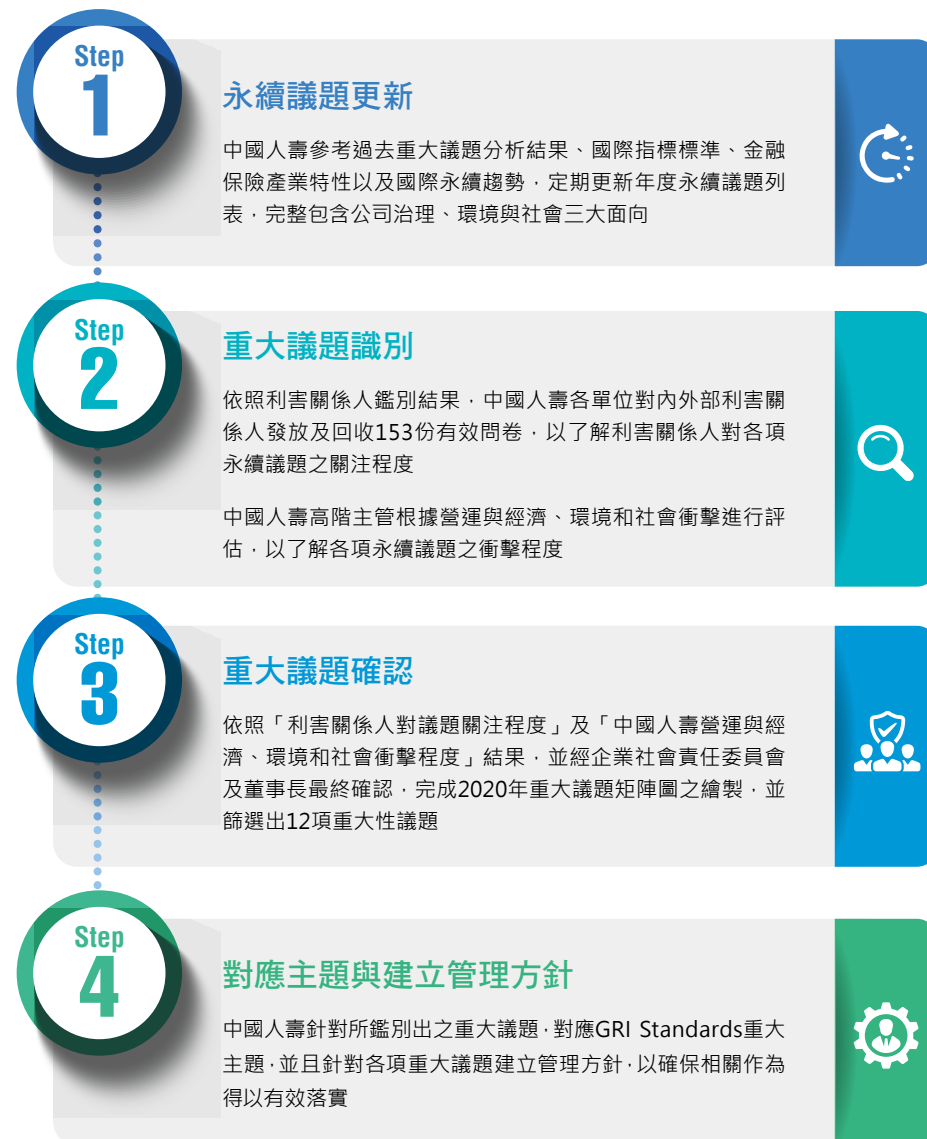 Step
1
永續議題更新
中國人壽參考過去重大議題分析結果、國際指標標準、金融
保險產業特性以及國際永續趨勢，定期更新年度永續議題列
表，完整包含公司治理、環境與社會三大面向
Step
2
重大議題識別
依照利害關係人鑑別結果，中國人壽各單位對內外部利害關
係人發放及回收153份有效問卷，以了解利害關係人對各項
永續議題之關注程度
中國人壽高階主管根據營運與經濟、環境和社會衝擊進行評
估，以了解各項永續議題之衝擊程度
Step
3
重大議題確認
依照「利害關係人對議題關注程度」及「中國人壽營運與經
濟、環境和社會衝擊程度」結果，並經企業社會責任委員會
及董事長最終確認，完成2020年重大議題矩陣圖之繪製，並
篩選出12項重大性議題
Step
4
對應主題與建立管理方針
中國人壽針對所鑑別出之重大議題，對應GRI Standards重大
主題，並且針對各項重大議題建立管理方針，以確保相關作為
得以有效落實